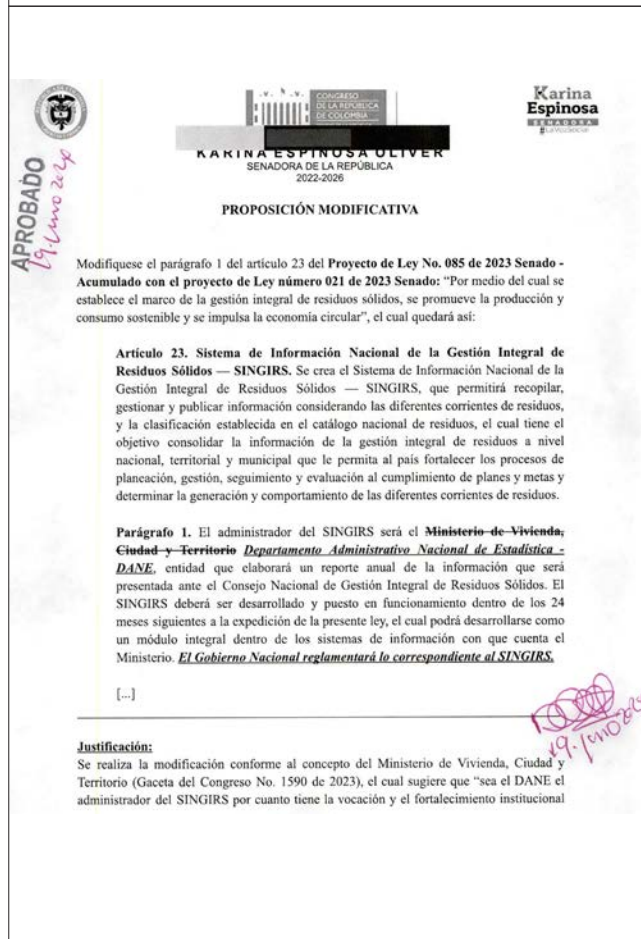 CONGRESO
DE LA REPÚBLICA
DE COLOMBIA
Karina
Espinosa
SENADORA
KARINA ESPINOSA OLIVER
SENADORA DE LA REPÚBLICA
2022-2026
APROBADO
PROPOSICIÓN MODIFICATIVA
Modifíquese el parágrafo 1 del artículo 23 del Proyecto de Ley No. 085 de 2023 Senado -
Acumulado con el proyecto de Ley número 021 de 2023 Senado: “Por medio del cual se
establece el marco de la gestión integral de residuos sólidos, se promueve la producción y
consumo sostenible y se impulsa la economía circular”, el cual quedará así:
Artículo 23. Sistema de Información Nacional de la Gestión Integral de
Residuos Sólidos — SINGIRS. Se crea el Sistema de Información Nacional de la
Gestión Integral de Residuos Sólidos — SINGIRS, que permitirá recopilar,
gestionar y publicar información considerando las diferentes corrientes de residuos,
y la clasificación establecida en el catálogo nacional de residuos, el cual tiene el
objetivo consolidar la información de la gestión integral de residuos a nivel
nacional, territorial y municipal que le permita al país fortalecer los procesos de
planeación, gestión, seguimiento y evaluación al cumplimiento de planes y metas y
determinar la generación y comportamiento de las diferentes corrientes de residuos.
Parágrafo 1. El administrador del SINGIRS será el Ministerio de Vivienda,
Ciudad y Territorio Departamento Administrativo Nacional de Estadística -
DANE, entidad que elaborará un reporte anual de la información que será
presentada ante el Consejo Nacional de Gestión Integral de Residuos Sólidos. El
SINGIRS deberá ser desarrollado y puesto en funcionamiento dentro de los 24
meses siguientes a la expedición de la presente ley, el cual podrá desarrollarse como
un módulo integral dentro de los sistemas de información con que cuenta el
Ministerio. El Gobierno Nacional reglamentará lo correspondiente al SINGIRS.
[...]
Justificación:
Se realiza la modificación conforme al concepto del Ministerio de Vivienda, Ciudad y
Territorio (Gaceta del Congreso No. 1590 de 2023), el cual sugiere que “sea el DANE el
administrador del SINGIRS por cuanto tiene la vocación y el fortalecimiento institucional